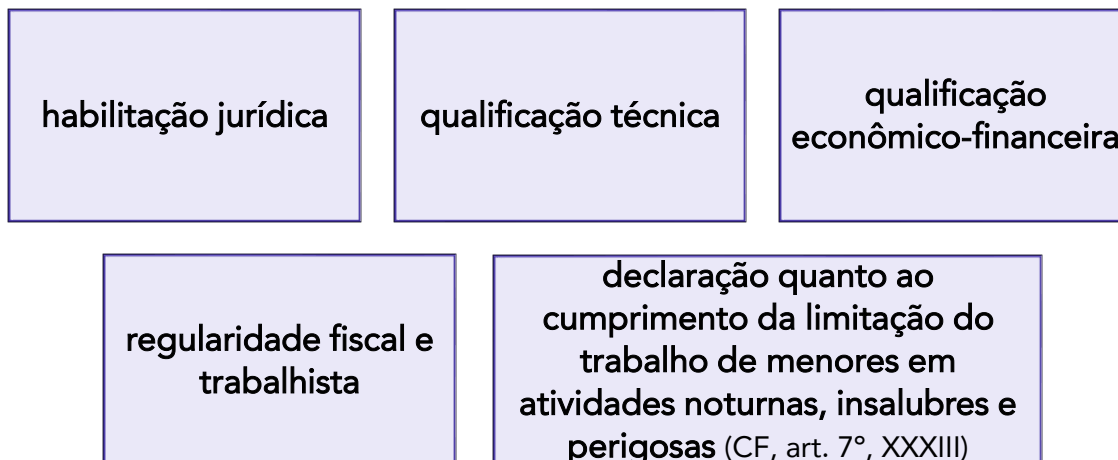 habilitação jurídica
qualificação técnica
qualificação
econômico-financeira
regularidade fiscal e
trabalhista
declaração quanto ao
cumprimento da limitação do
trabalho de menores em
atividades noturnas, insalubres e
perigosas (CF, art. 7º, XXXIII)